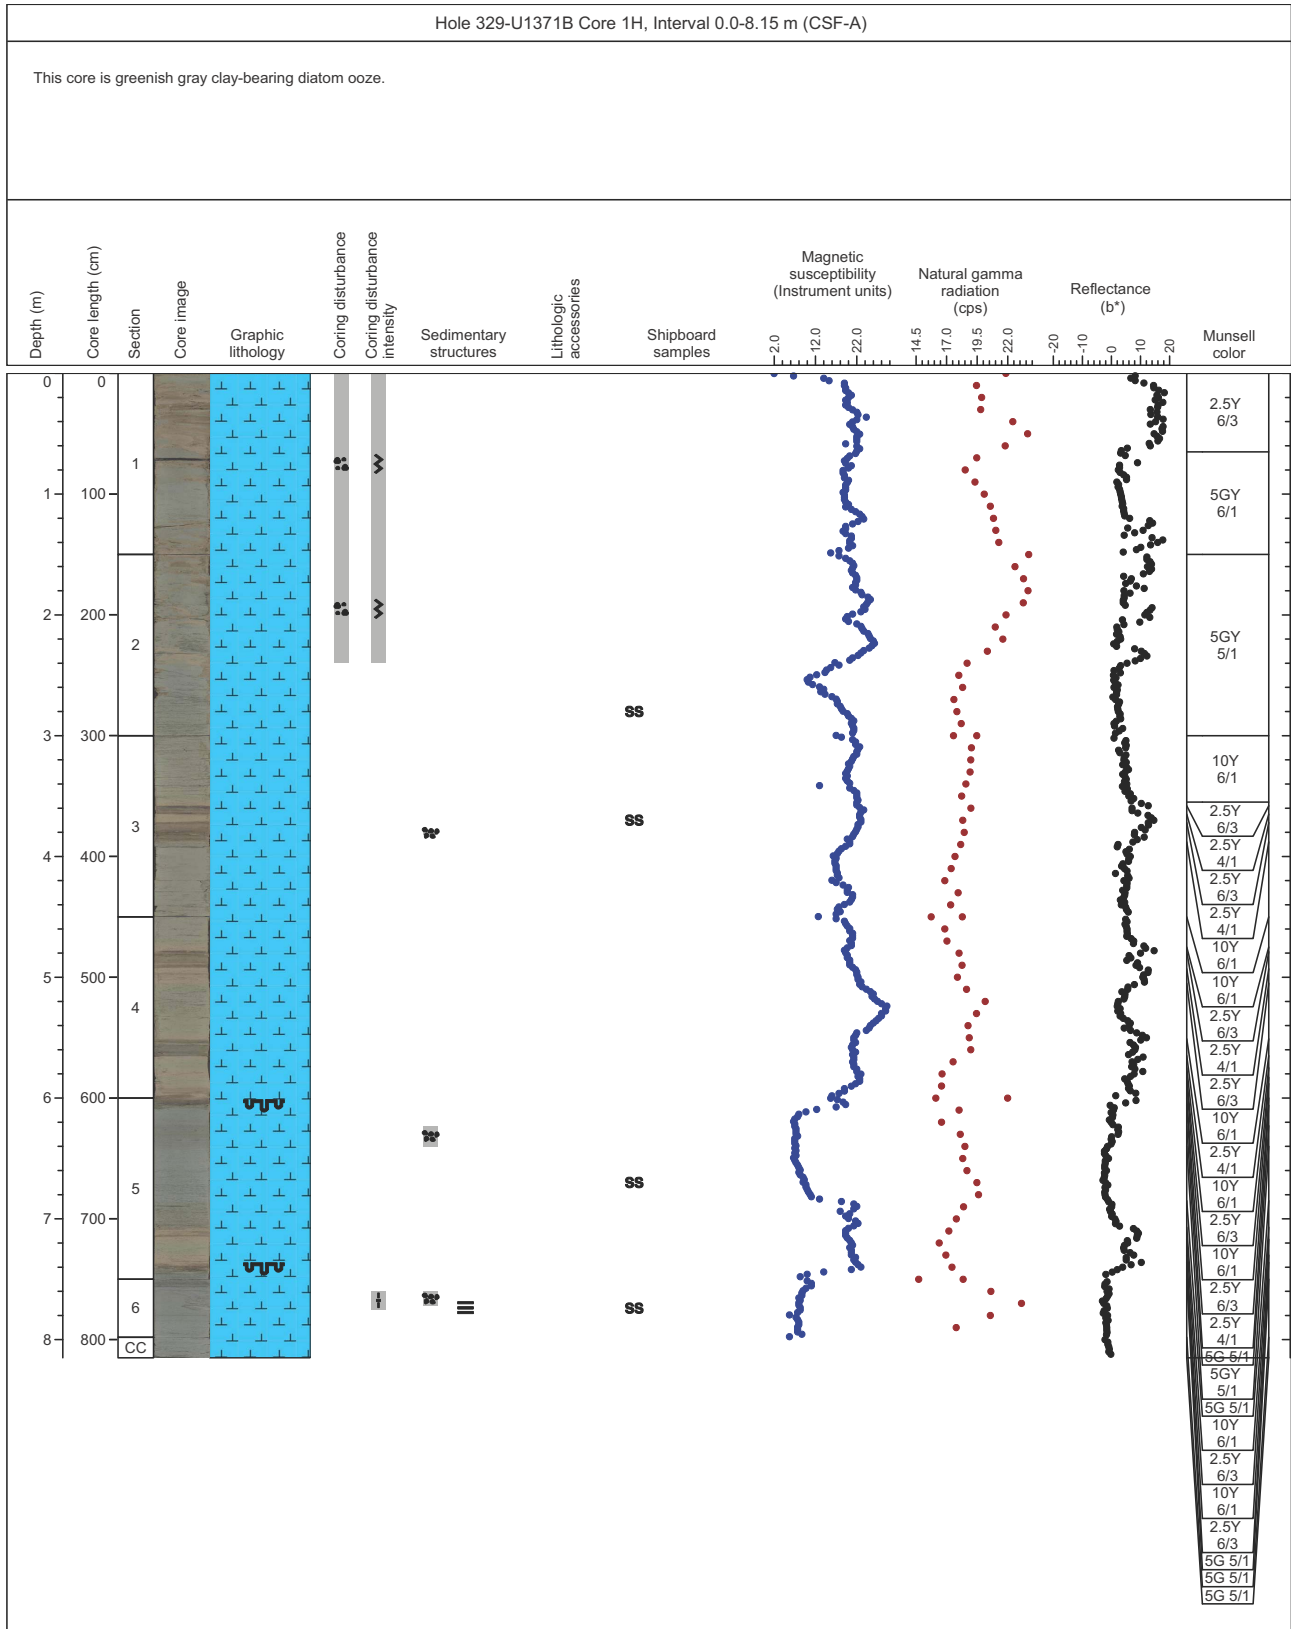 Hole 329-U1371B Core 1H, Interval 0.0-8.15 m (CSF-A)
This core is greenish gray clay-bearing diatom ooze.
Depth (m)
Core length (cm)
Section
Core image
Graphic
lithology
Coring disturbance
Coring disturbance
intensity
Sedimentary
structures
Lithologic
accessories
Shipboard
samples
Magnetic
susceptibility
(Instrument units)
2.0
12.0
22.0
Natural gamma
radiation
(cps)
14.5
17.0
19.5
22.0
Reflectance
(b*)
-20
-10
0
10
20
Munsell
color
0
1
2
3
4
5
6
7
8
0
100
200
300
400
500
600
700
800
1
2
3
4
5
6
CC
SS
SS
SS
SS
2.5Y
6/3
5GY
6/1
5GY
5/1
10Y
6/1
2.5Y
6/3
2.5Y
4/1
2.5Y
6/3
2.5Y
4/1
10Y
6/1
10Y
6/1
2.5Y
6/3
2.5Y
4/1
2.5Y
6/3
10Y
6/1
2.5Y
4/1
10Y
6/1
2.5Y
6/3
10Y
6/1
2.5Y
6/3
2.5Y
4/1
5G 5/1
5GY
5/1
5G 5/1
10Y
6/1
2.5Y
6/3
10Y
6/1
2.5Y
6/3
5G 5/1
5G 5/1
5G 5/1